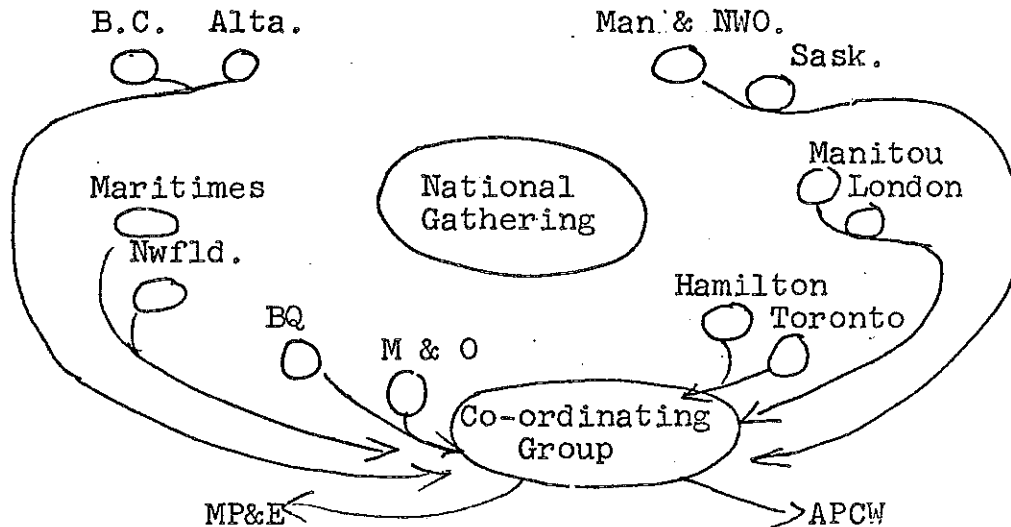 B.C. Alta.
Man & NWO.
Sask.
Manitou
London
Maritimes
Nwfld.
National
Gathering
Hamilton
Toronto
BQ
M & O
Co-ordinating
Group
MP&E
APCW